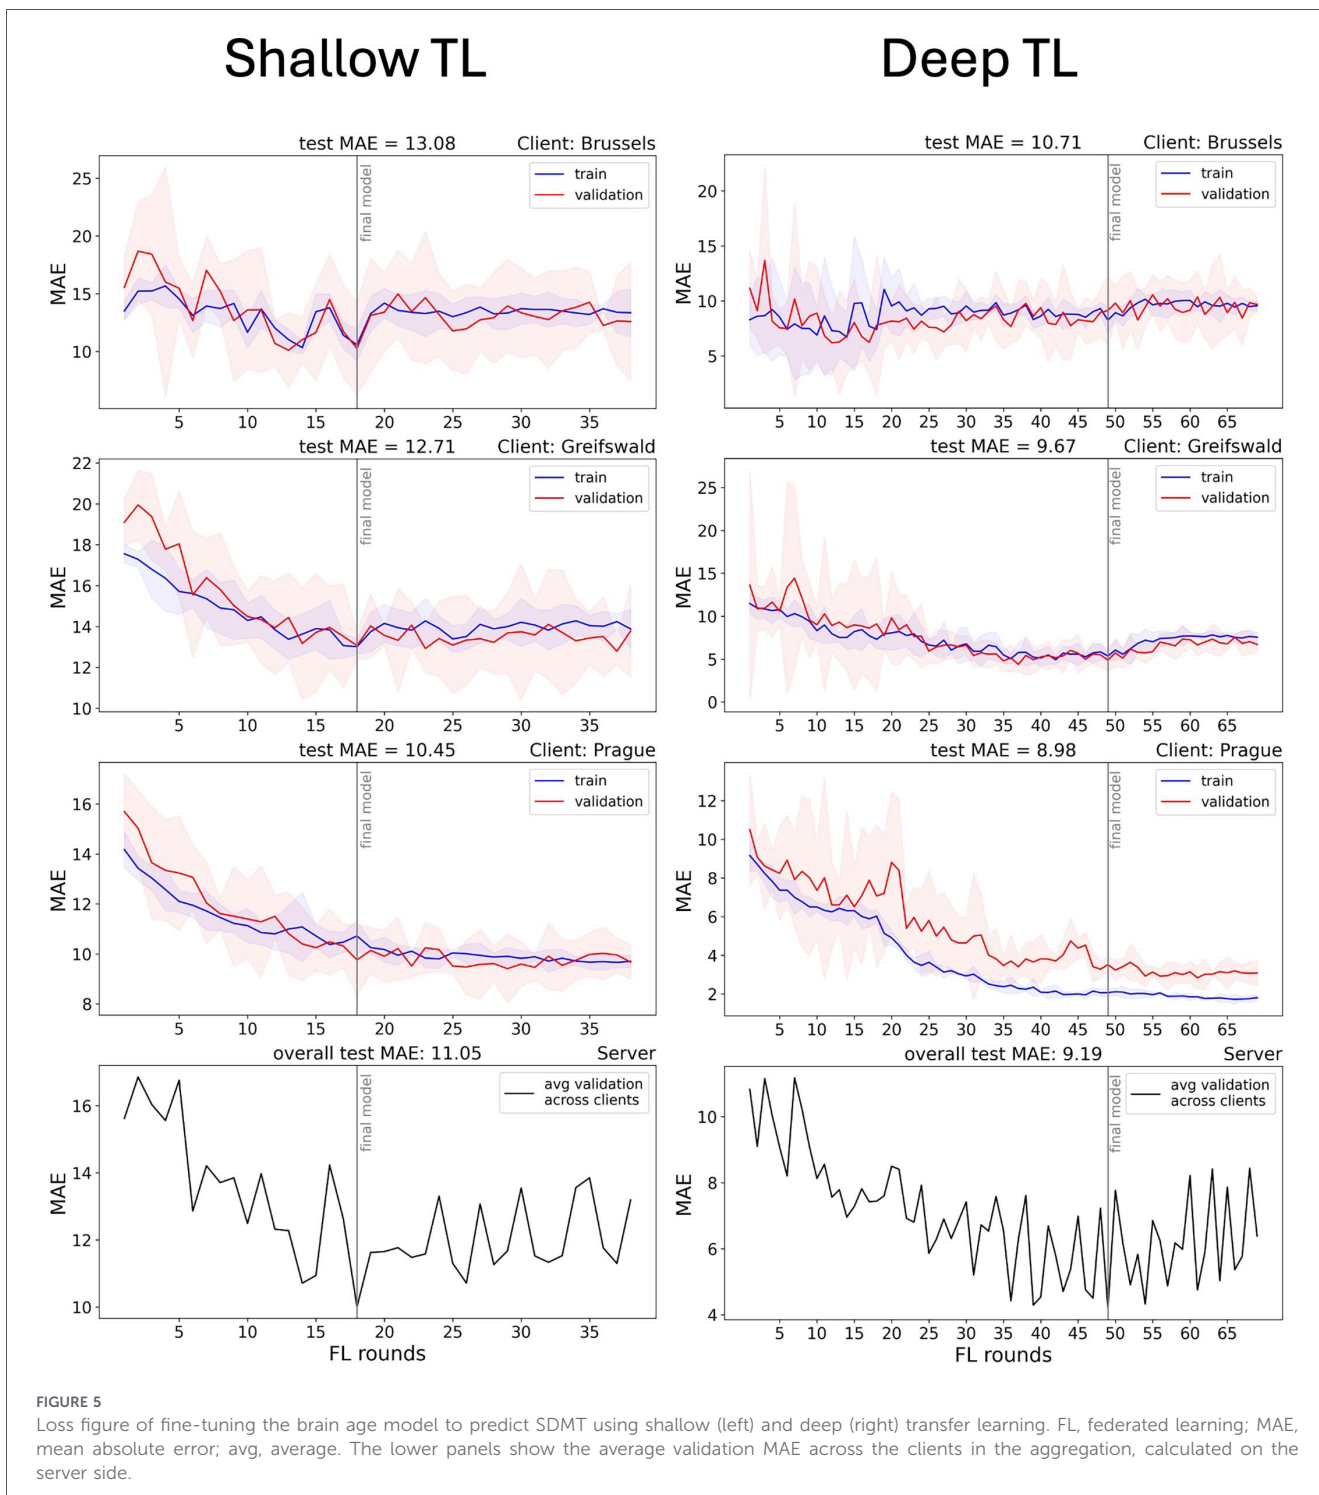 Shallow TL
Deep TL
test MAE = 13.08
Client: Brussels
25
20
15
10
MAE
train
validation
final model
5
10
15
20
25
30
35
test MAE = 10.71
Client: Brussels
20
15
10
5
MAE
train
validation
final model
5
10
15
20
25
30
35
40
45
50
55
60
65
test MAE = 12.71
Client: Greifswald
22
20
18
16
14
12
10
MAE
train
validation
final model
5
10
15
20
25
30
35
test MAE = 9.67
Client: Greifswald
25
20
15
10
5
0
MAE
train
validation
final model
5
10
15
20
25
30
35
40
45
50
55
60
65
test MAE = 10.45
Client: Prague
16
14
12
10
8
MAE
train
validation
final model
5
10
15
20
25
30
35
test MAE = 8.98
Client: Prague
12
10
8
6
4
2
MAE
train
validation
final model
5
10
15
20
25
30
35
40
45
50
55
60
65
overall test MAE: 11.05
Server
16
14
12
10
MAE
avg validation
across clients
final model
5
10
15
20
25
30
35
FL rounds
overall test MAE: 9.19
Server
10
8
6
4
MAE
avg validation
across clients
final model
5
10
15
20
25
30
35
40
45
50
55
60
65
FL rounds
FIGURE 5
Loss figure of fine-tuning the brain age model to predict SDMT using shallow (left) and deep (right) transfer learning. FL, federated learning; MAE,
mean absolute error; avg, average. The lower panels show the average validation MAE across the clients in the aggregation, calculated on the
server side.